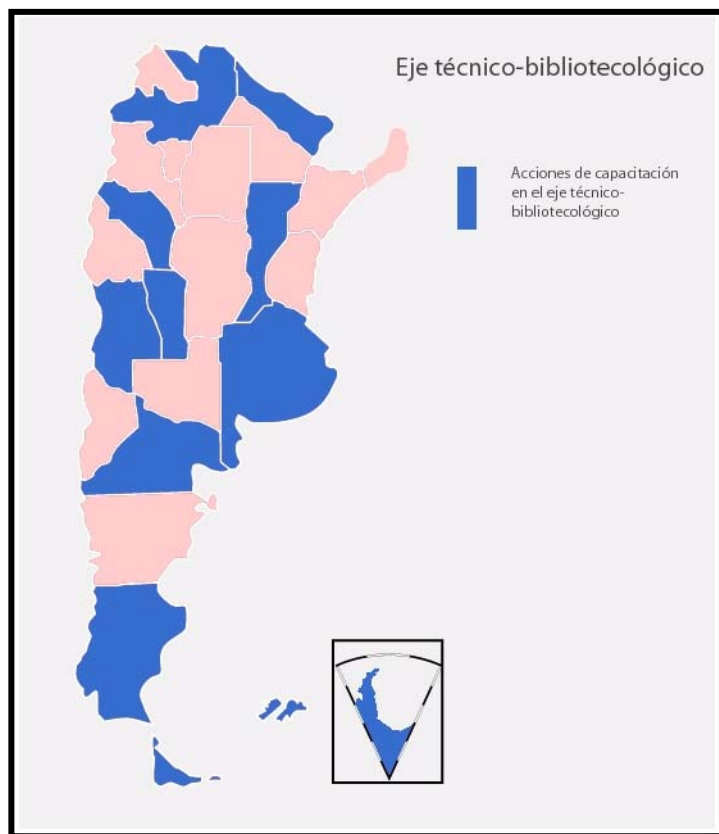 Eje técnico-bibliotecológico
Acciones de capacitación
en el eje técnico-
bibliotecológico